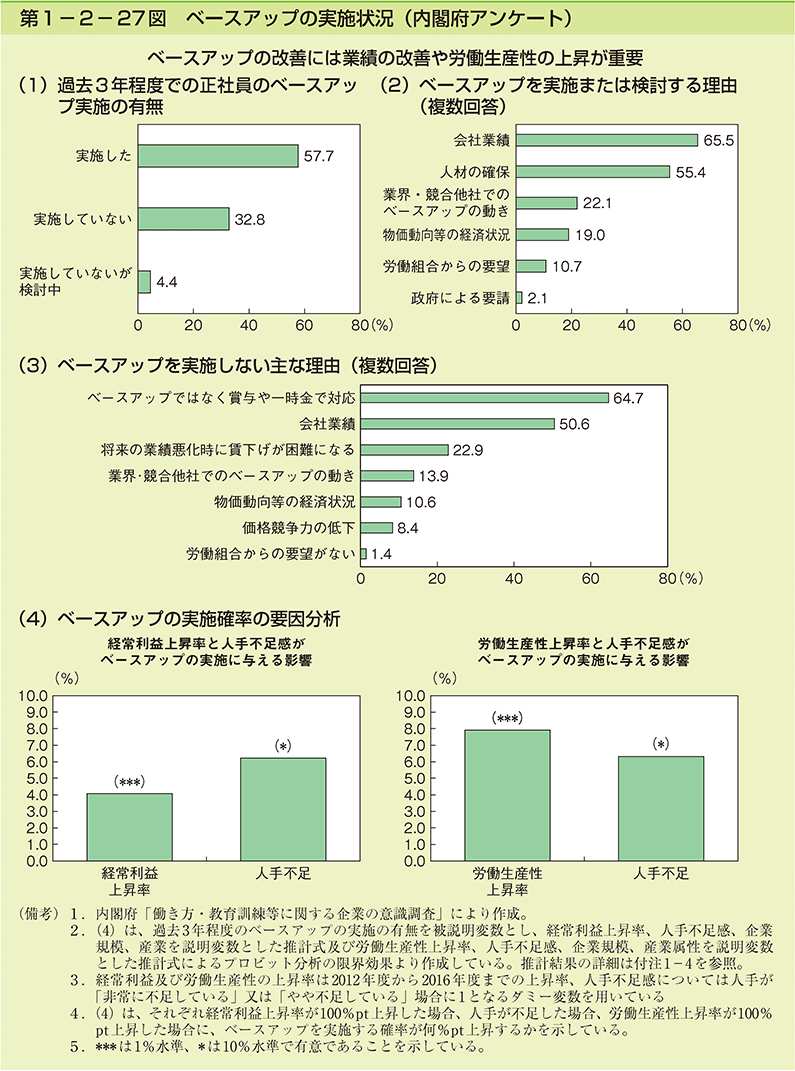 第1－2－27図　ベースアップの実施状況（内閣府アンケート）
ベースアップの改善には業績の改善や労働生産性の上昇が重要
（1）過去３年程度での正社員のベースアッ
プ実施の有無
実施した
57.7
実施していない
32.8
実施していないが
検討中
4.4
0 20 40 60 80（%）
（2）ベースアップを実施または検討する理由
（複数回答）
会社業績
65.5
人材の確保
55.4
業界・競合他社での
ベースアップの動き
22.1
物価動向等の経済状況
19.0
労働組合からの要望
10.7
政府による要請
2.1
0 20 40 60 80（%）
（3）ベースアップを実施しない主な理由（複数回答）
ベースアップではなく賞与や一時金で対応
64.7
会社業績
50.6
将来の業績悪化時に賃下げが困難になる
22.9
業界・競合他社でのベースアップの動き
13.9
物価動向等の経済状況
10.6
価格競争力の低下
8.4
労働組合からの要望がない
1.4
0 20 40 60 80（%）
（4）ベースアップの実施確率の要因分析
経常利益上昇率と人手不足感が
ベースアップの実施に与える影響
（%）
10.0
9.0
8.0
7.0
6.0
5.0
4.0
3.0
2.0
1.0
0.0
（***）
（*）
経常利益
上昇率
人手不足
労働生産性上昇率と人手不足感が
ベースアップの実施に与える影響
（%）
10.0
9.0
8.0
7.0
6.0
5.0
4.0
3.0
2.0
1.0
0.0
（***）
（*）
労働生産性
上昇率
人手不足
（備考）１．内閣府「働き方・教育訓練等に関する企業の意識調査」により作成。
２．（4）は、過去3年程度のベースアップの実施の有無を被説明変数とし、経常利益上昇率、人手不足感、企業
規模、産業を説明変数とした推計式及び労働生産性上昇率、人手不足感、企業規模、産業属性を説明変数
とした推計式によるプロビット分析の限界効果より作成している。推計結果の詳細は付注1－4を参照。
３．経常利益及び労働生産性の上昇率は2012年度から2016年度までの上昇率、人手不足感については人手が
「非常に不足している」又は「やや不足している」場合に1となるダミー変数を用いている
４．（4）は、それぞれ経常利益上昇率が100％pt上昇した場合、人手が不足した場合、労働生産性上昇率が100％
pt上昇した場合に、ベースアップを実施する確率が何％pt上昇するかを示している。
５．***は1％水準、*は10％水準で有意であることを示している。